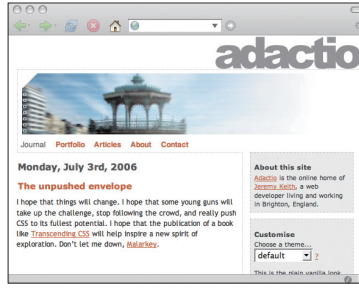 adactio
Journal Portfolio Articles About Contact
Monday, July 3rd, 2006
The unpushed envelope
I hope that things will change. I hope that some young guns will
take up the challenge, stop following the crowd, and really push
CSS to its fullest potential. I hope that the publication of a book
like Transcending CSS will help inspire a new spirit of
exploration. Don't let me down, Malarkey.
About this site
Adactio is the online home of
Jeremy Keith, a web
developer living and working
in Brighton, England.
Customise
Choose a theme...
default ?
This is the plain vanilla look